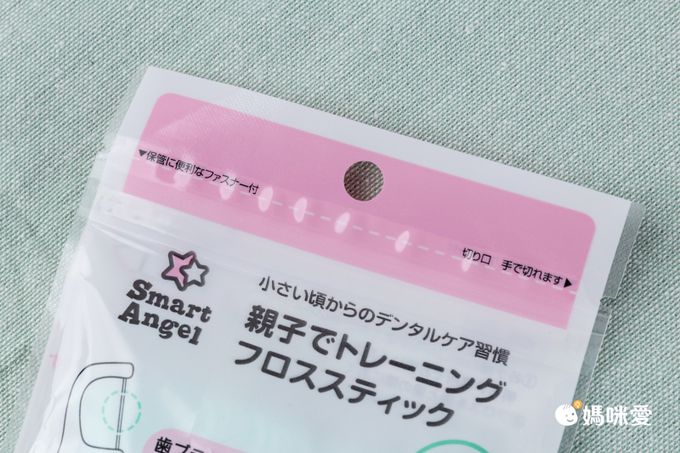 ▼保管に便利なファスナー付
切り口 手で切れます▶
Smart
Angel
小さい頃からのデンタルケア習慣
親子でトレーニング
フロススティック
歯ブラ
媽咪愛